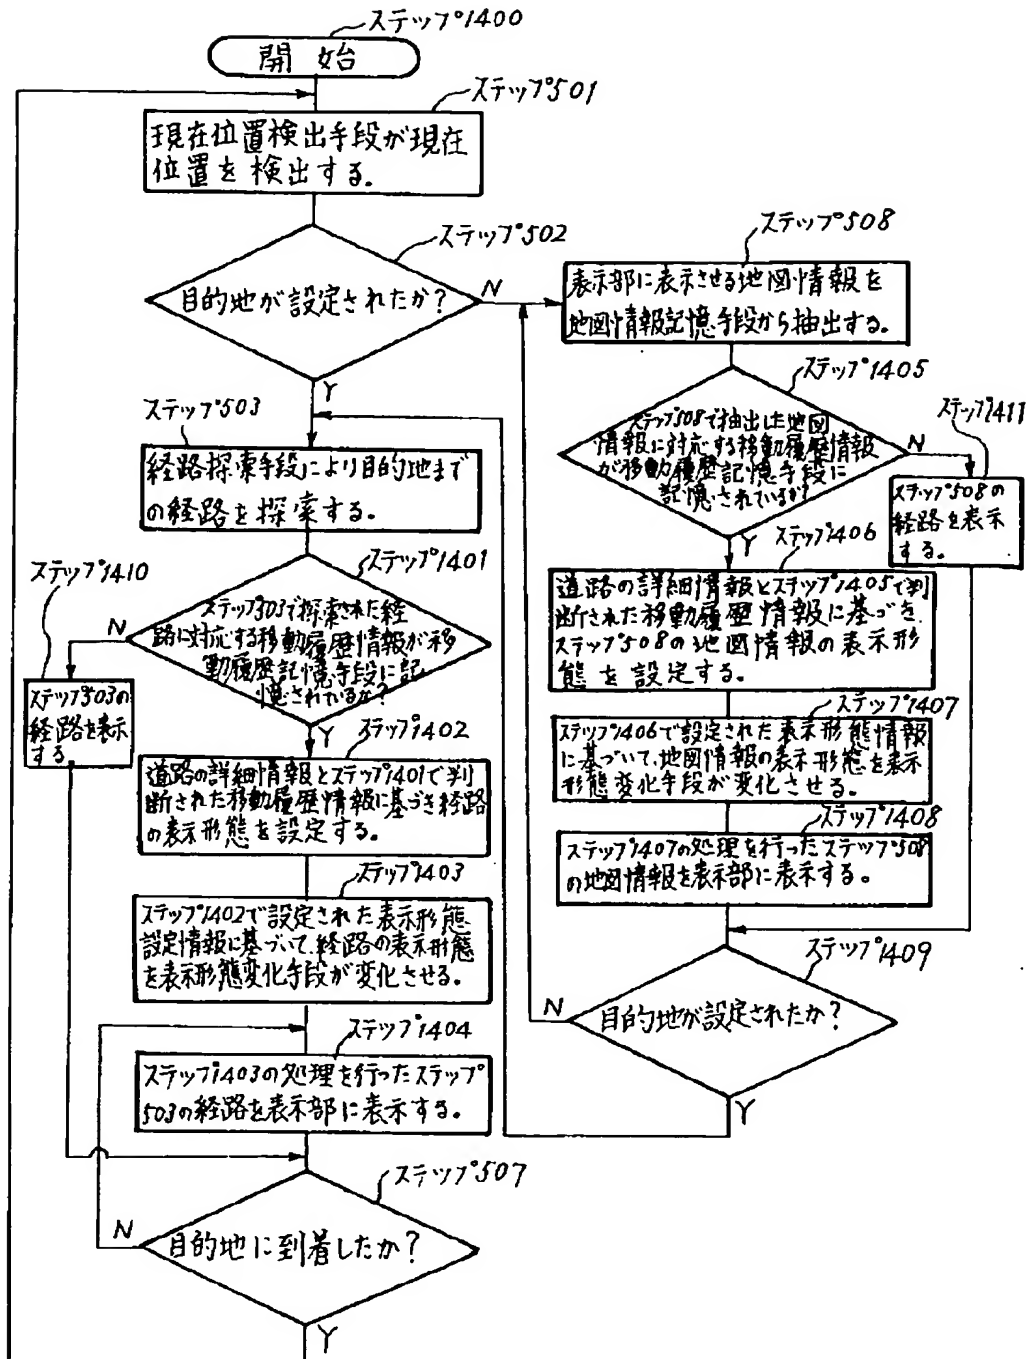 ステップ1400
開始
ステップ501
現在位置検出手段が現在
位置を検出する.
ステップ502
目的地が設定されたか?
N
Y
ステップ503
経路探索手段により目的地まで
の経路を探索する。
ステップ1401
ステップ503で探索された経
路に対応する移動履歴情報が移
動履歴記憶手段に記
憶されているか?
N
Y
ステップ1410
ステップ503の
経路を表示
する
ステップ1402
道路の詳細情報とステップ1401で判
断された移動履歴情報に基づき経路
の表示形態を設定する。
ステップ1403
ステップ1402で設定された表示形態
設定情報に基づいて、経路の表示形態
を表示形態変化手段が変化させる。
ステップ1404
ステップ1403の処理を行ったステップ
503の経路を表示部に表示する。
ステップ507
目的地に到着したか?
N
Y
ステップ508
表示部に表示させる地図情報を
地図情報記憶手段から抽出する。
ステップ1405
ステップ508で抽出した地図
情報に対応する移動履歴情報
が移動履歴記憶手段に
記憶されているか?
N
Y
ステップ1411
ステップ508の
経路を表示
する。
ステップ1406
道路の詳細情報とステップ1405で判
断された移動履歴情報に基づき、
ステップ508の地図情報の表示形
態を設定する。
ステップ1407
ステップ1406で設定された表示形態情報
に基づいて、地図情報の表示形態を表示
形態変化手段が変化させる。
ステップ1408
ステップ1407の処理を行ったステップ508
の地図情報を表示部に表示する。
ステップ1409
目的地が設定されたか?
N
Y